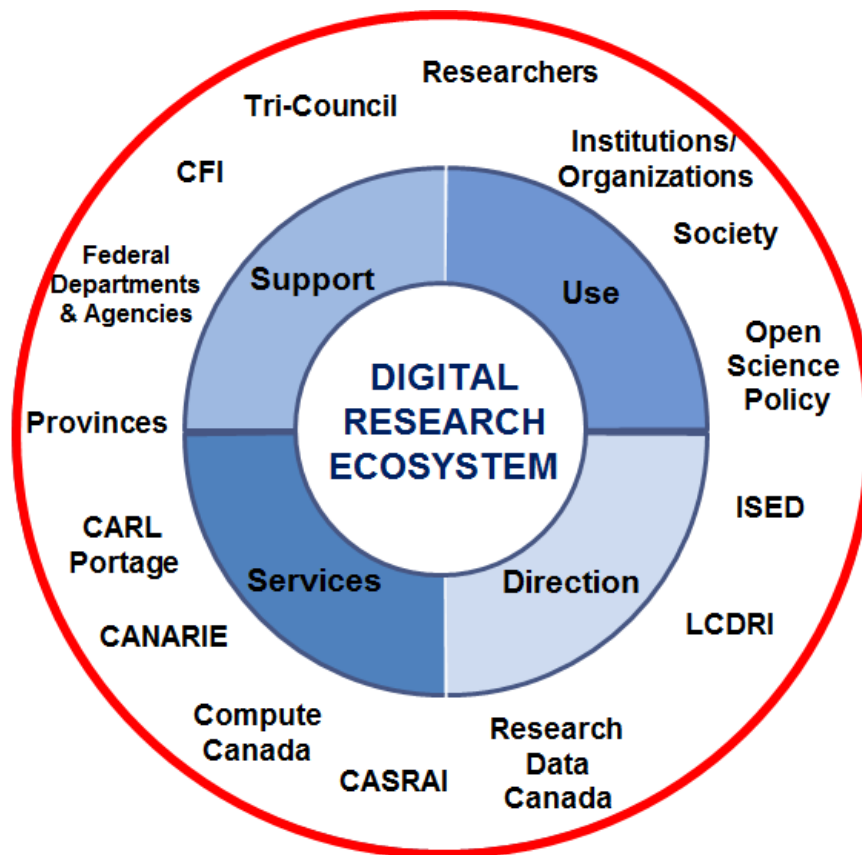 Researchers
Tri-Council
Institutions/
Organizations
CFI
Society
Federal
Departments
& Agencies
Support
Use
Open
Science
Policy
DIGITAL
RESEARCH
ECOSYSTEM
Provinces
ISED
CARL
Portage
Services
Direction
CANARIE
LCDRI
Compute
Canada
CASRAI
Research
Data
Canada